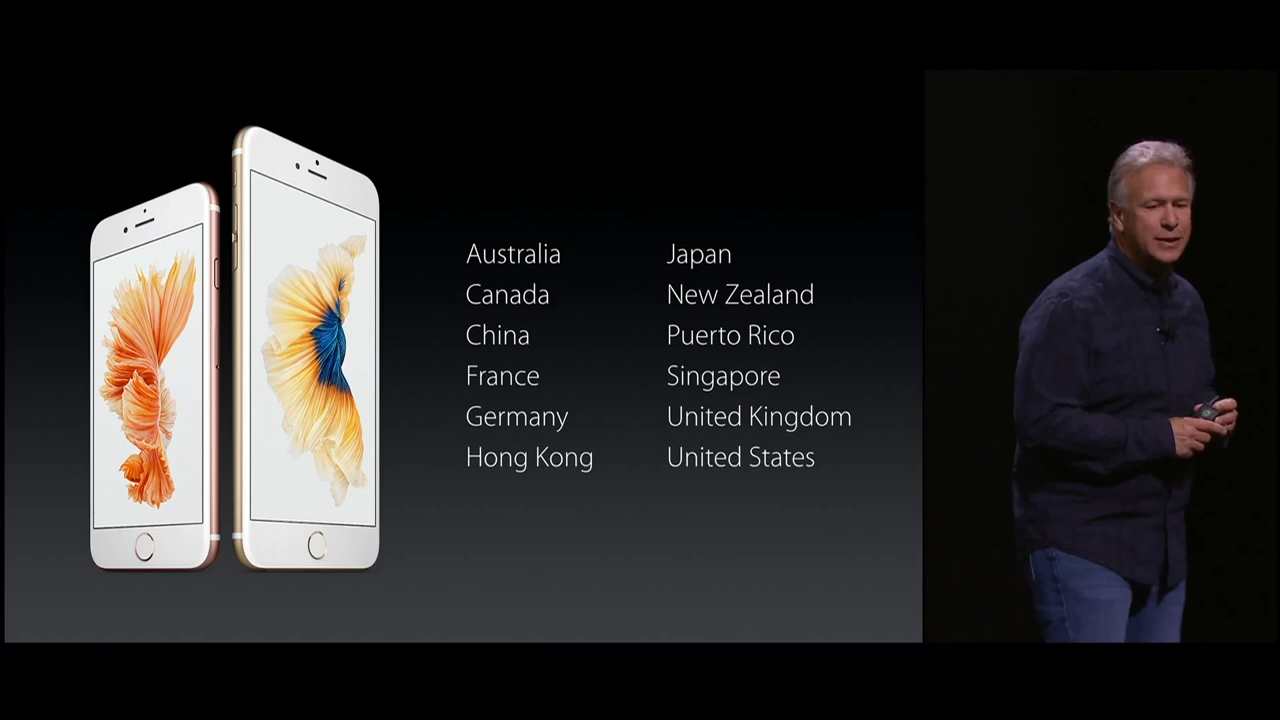 Australia
Canada
China
France
Germany
Hong Kong
Japan
New Zealand
Puerto Rico
Singapore
United Kingdom
United States